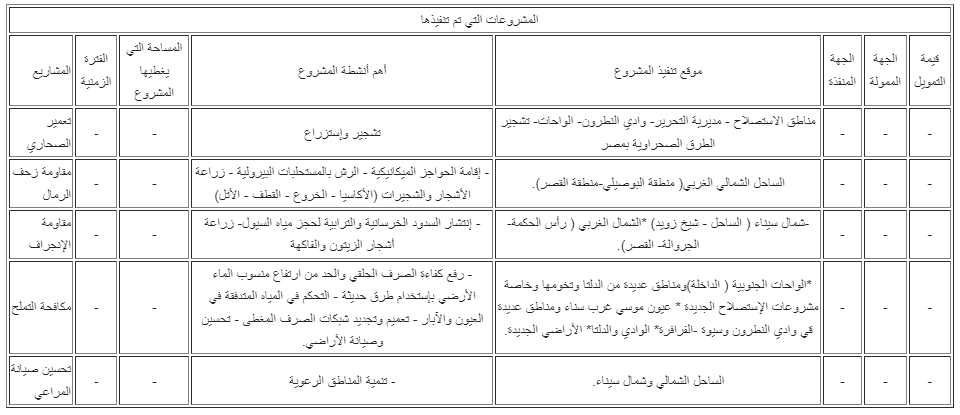 المشروعات التي تم تنفيذها
المشاريع
الفترة
الزمنية
المساحة التي
يغطيها
المشروع
أهم أنشطة المشروع
موقع تنفيذ المشروع
الجهة
المنفذة
الجهة
الممولة
قيمة
التمويل
تعمير
الصحاري
-
-
تشجير وإستزراع
مناطق الاستصلاح - مديرية التحرير- وادي النطرون- الواحات- تشجير
الطرق الصحراوية بمصر
-
-
-
مقاومة زحف
الرمال
-
-
- إقامة الحواجز الميكانيكية - الرش بالمستحلبات البيرولية - زراعة
الأشجار والشجيرات (الأكاسيا - الخروع - القطف - الأتل)
الساحل الشمالي الغربي( منطقة البوصيلي-منطقة القصر).
-
-
-
مقاومة
الإنجراف
-
-
- إنتشار السدود الخرسانية والترابية لحجز مياه السيول- زراعة
أشجار الزيتون والفاكهة
-شمال سيناء ( الساحل - شيخ زويد) *الشمال الغربي ( رأس الحكمة-
الجروالة- القصر).
-
-
-
مكافحة التملح
-
-
- رفع كفاءة الصرف الحلقي والحد من ارتفاع منسوب الماء
الأرضي بإستخدام طرق حديثة - التحكم في المياه المتدفقة في
العيون والآبار - تعميم وتجديد شبكات الصرف المغطى - تحسين
وصيانة الأراضي.
*الواحات الجنوبية ( الداخلة)ومناطق عديدة من الدلتا وتخومها وخاصة
مشروعات الإستصلاح الجديدة * عيون موسي غرب سناء ومناطق عديدة
قي وادي النطرون وسيوة -الفرافرة* الوادي والدلتا* الأراضي الجديدة.
-
-
-
تحسين صيانة
المراعي
-
-
- تنمية المناطق الرعوية
الساحل الشمالي وشمال سيناء.
-
-
-